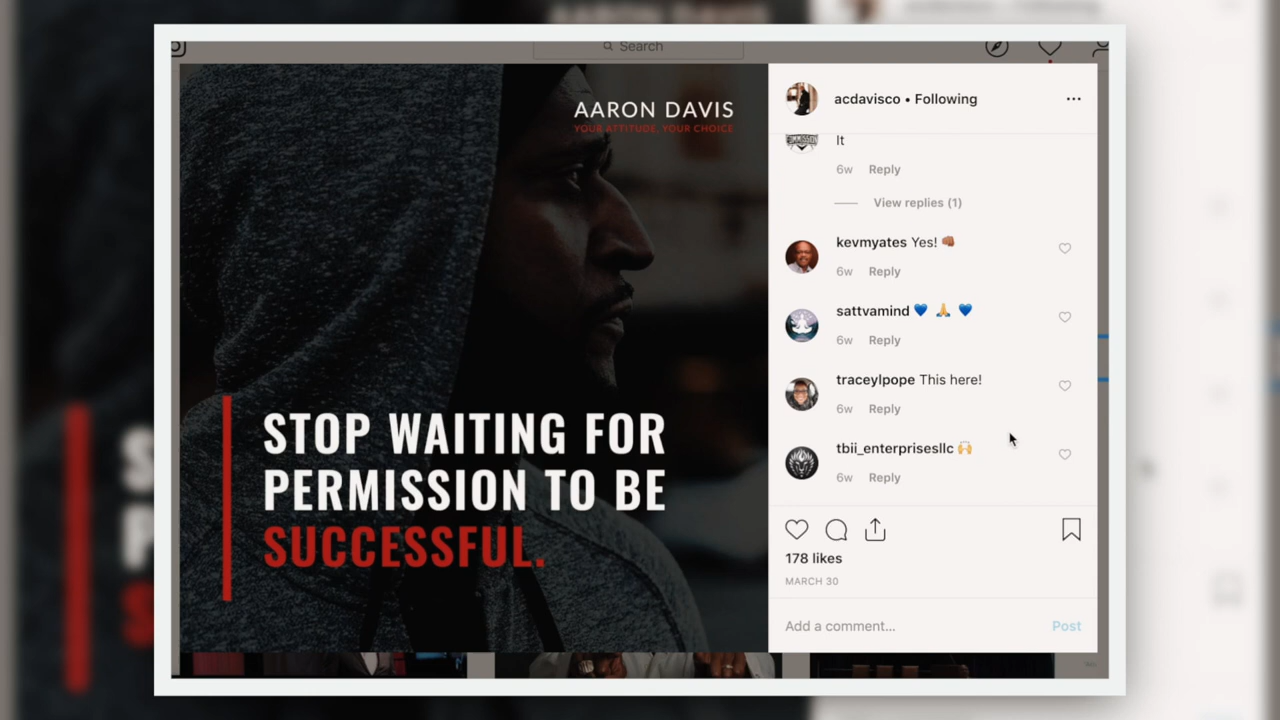 Search
AARON DAVIS
YOUR ATTITUDE, YOUR CHOICE
STOP WAITING FOR
PERMISSION TO BE
SUCCESSFUL.
acdavisco • Following
It
6w Reply
View replies (1)
kevmyates Yes! 👊🏾
6w Reply
sattvamind 💙 🙏 💙
6w Reply
traceylpope This here!
6w Reply
tbii_enterprisesllc 🙌
6w Reply
178 likes
MARCH 30
Add a comment...
Post